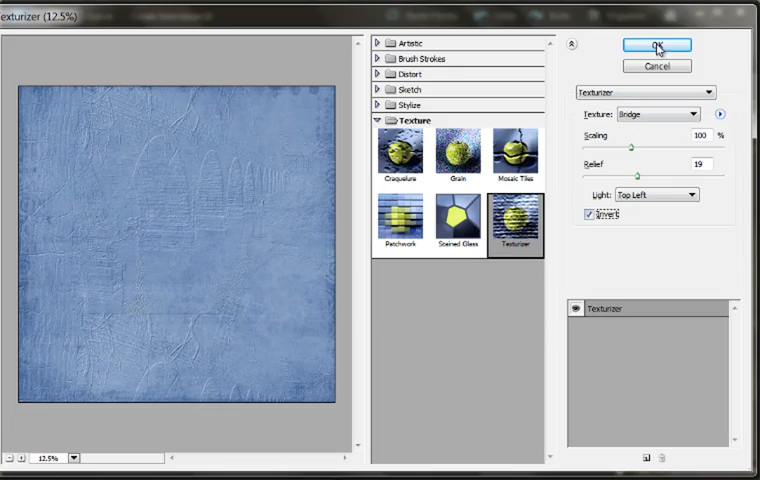 exturizer (12.5%)
Artistic
Brush Strokes
Distort
Sketch
Stylize
Texture
Craquelure
Grain
Mosaic Tiles
Patchwork
Stained Glass
Texturizer
12.5%
OK
Cancel
Texturizer
Texture: Bridge
Scaling 100 %
Relief 19
Light: Top Left
Invert
Texturizer